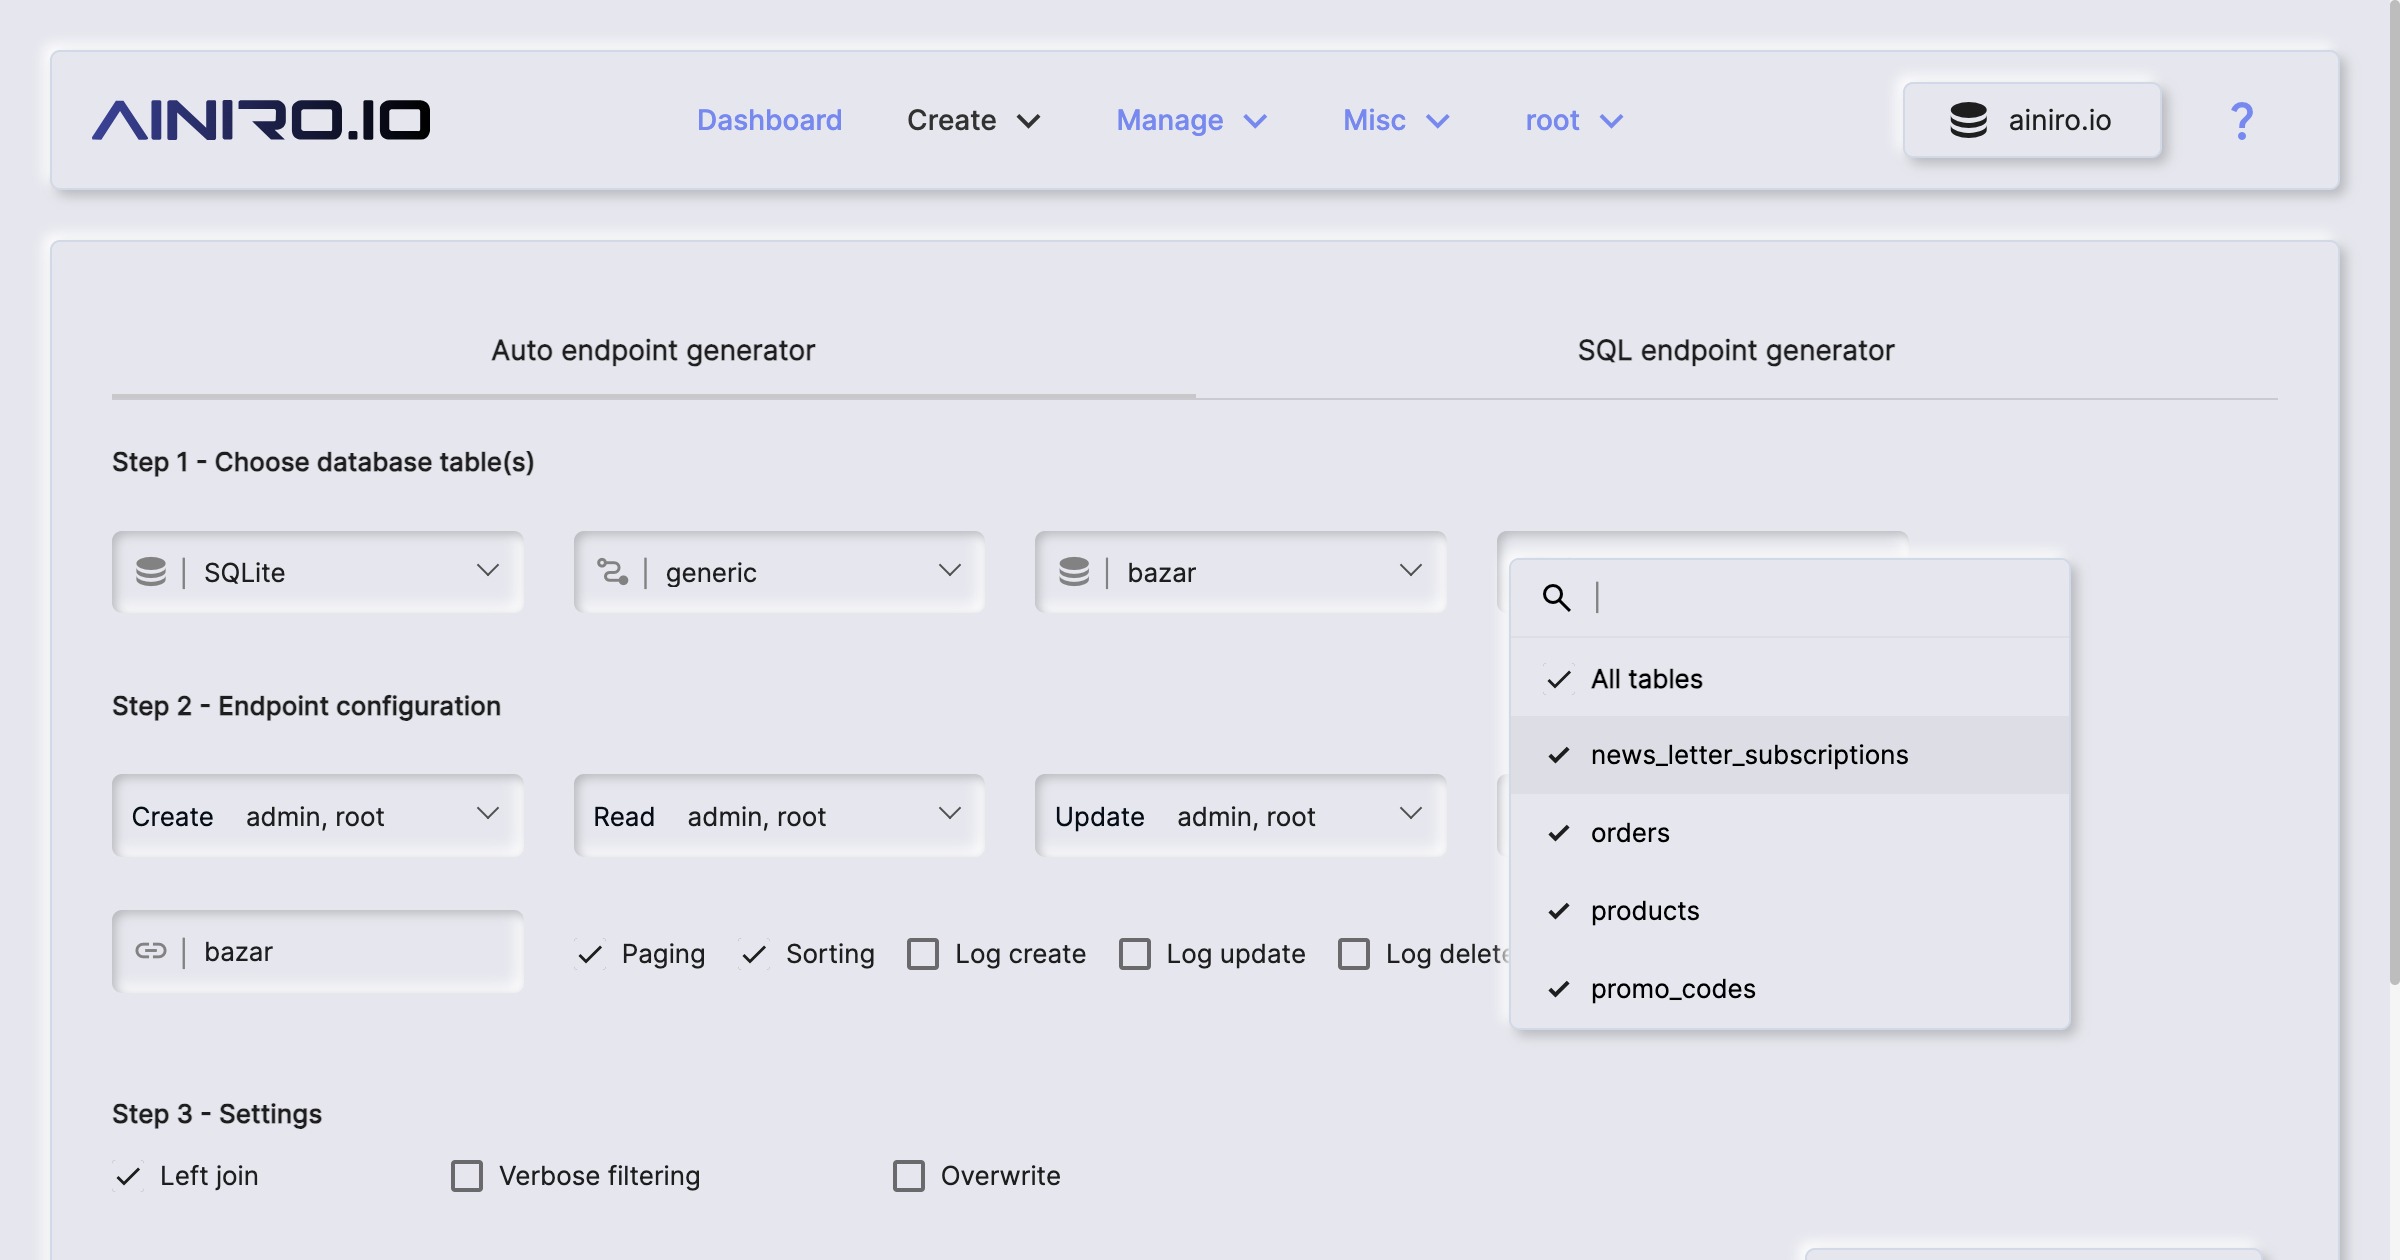 AINIRO.IO Dashboard Create Manage Misc root ainiro.io ?
Auto endpoint generator SQL endpoint generator
Step 1 - Choose database table(s)
SQLite generic bazar
All tables
news_letter_subscriptions
orders
products
promo_codes
Step 2 - Endpoint configuration
Create admin, root Read admin, root Update admin, root
bazar Paging Sorting Log create Log update Log delete
Step 3 - Settings
Left join Verbose filtering Overwrite